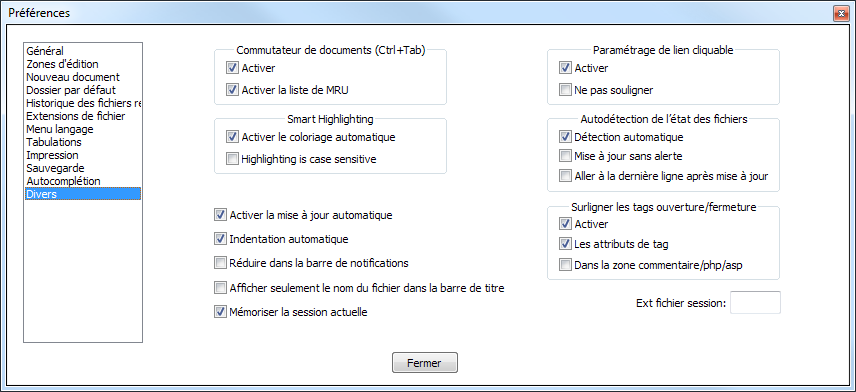 Préférences
Général
Zones d'édition
Nouveau document
Dossier par défaut
Historique des fichiers re
Extensions de fichier
Menu langage
Tabulations
Impression
Sauvegarde
Autocomplétion
Divers
Commutateur de documents (Ctrl+Tab)
Activer
Activer la liste de MRU
Smart Highlighting
Activer le coloriage automatique
Highlighting is case sensitive
Activer la mise à jour automatique
Indentation automatique
Réduire dans la barre de notifications
Afficher seulement le nom du fichier dans la barre de titre
Mémoriser la session actuelle
Paramétrage de lien cliquable
Activer
Ne pas souligner
Autodétection de l'état des fichiers
Détection automatique
Mise à jour sans alerte
Aller à la dernière ligne après mise à jour
Surligner les tags ouverture/fermeture
Activer
Les attributs de tag
Dans la zone commentaire/php/asp
Ext fichier session:
Fermer